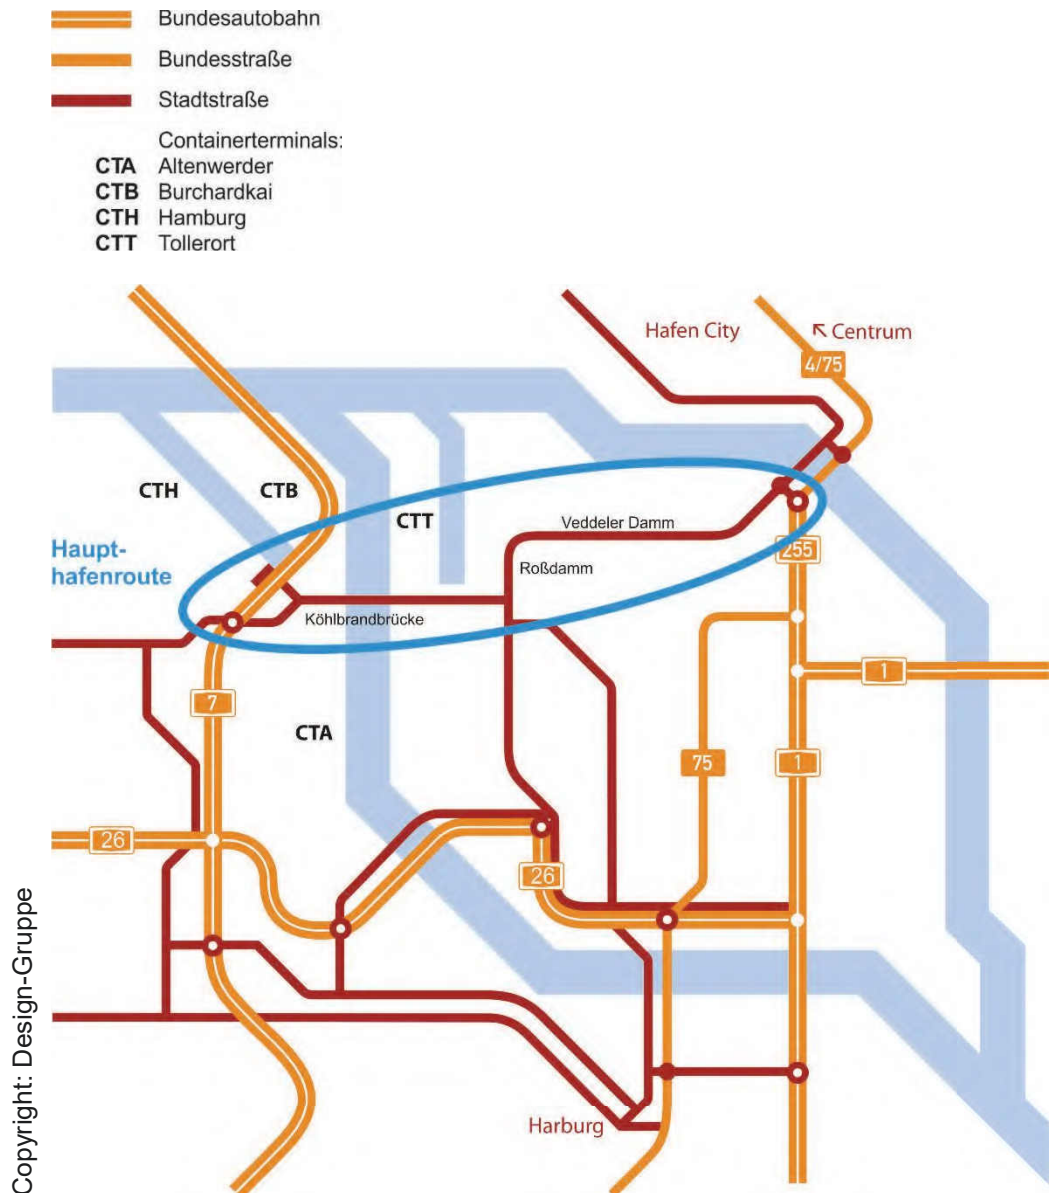 Bundesautobahn
Bundesstraße
Stadtstraße
Containerterminals:
CTA Altenwerder
CTB Burchardkai
CTH Hamburg
CTT Tollerort
Hafen City
Centrum
4/75
CTH
CTB
CTT
Veddeler Damm
Haupt-
hafenroute
255
Roßdamm
Köhlbrandbrücke
1
7
CTA
75
1
26
26
Harburg
Copyright: Design-Gruppe